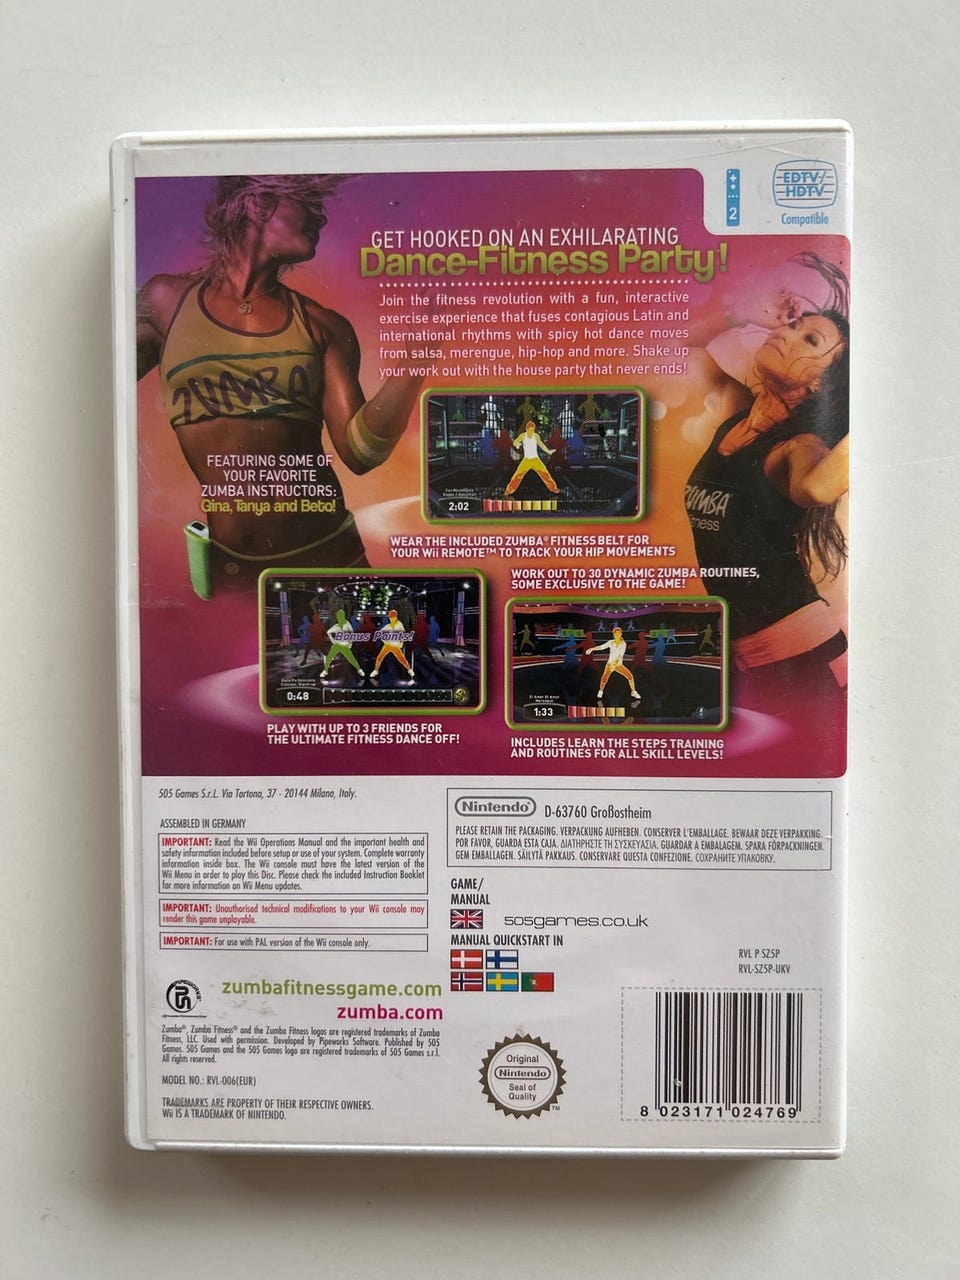 EDTV/
HDTV
Compatible
2
GET HOOKED ON AN EXHILARATING
Dance-Fitness Party!
Join the fitness revolution with a fun, interactive
exercise experience that fuses contagious Latin and
international rhythms with spicy hot dance moves
from salsa, merengue, hip-hop and more. Shake up
your work out with the house party that never ends!
ZUMBA
FEATURING SOME OF
YOUR FAVORITE
ZUMBA INSTRUCTORS:
Gina, Tanya and Beto!
2:02
ZUMBA
fitness
WEAR THE INCLUDED ZUMBA® FITNESS BELT FOR
YOUR Wii REMOTE™ TO TRACK YOUR HIP MOVEMENTS
WORK OUT TO 30 DYNAMIC ZUMBA ROUTINES,
SOME EXCLUSIVE TO THE GAME!
Bonus Points!
0:48
El Amor El Amor
Merengue
1:33
PLAY WITH UP TO 3 FRIENDS FOR
THE ULTIMATE FITNESS DANCE OFF!
INCLUDES LEARN THE STEPS TRAINING
AND ROUTINES FOR ALL SKILL LEVELS!
505 Games S.r.L. Via Tortona, 37 - 20144 Milano, Italy.
ASSEMBLED IN GERMANY
IMPORTANT: Read the Wii Operations Manual and the important health and
safety information included before setup or use of your system. Complete warranty
information inside box. The Wii console must have the latest version of the
Wii Menu in order to play this Disc. Please check the included Instruction Booklet
for more information on Wii Menu updates.
IMPORTANT: Unauthorised technical modifications to your Wii console may
render this game unplayable.
IMPORTANT: For use with PAL version of the Wii console only.
Nintendo® D-63760 Großostheim
PLEASE RETAIN THE PACKAGING. VERPACKUNG AUFHEBEN. CONSERVER L'EMBALLAGE. BEWAAR DEZE VERPAKKING.
POR FAVOR, GUARDA ESTA CAJA. ΔΙΑΤΗΡΗΣΤΕ ΤΗ ΣΥΣΚΕΥΑΣΙΑ. GUARDAR A EMBALAGEM. SPARA FÖRPACKNINGEN.
GEM EMBALLAGEN. SÄILYTÄ PAKKAUS. CONSERVARE QUESTA CONFEZIONE. СОХРАНИТЕ УПАКОВКУ.
GAME/
MANUAL
505games.co.uk
MANUAL QUICKSTART IN
RVL P SZ5P
RVL-SZ5P-UKV
zumbafitnessgame.com
zumba.com
Zumba®, Zumba Fitness® and the Zumba Fitness logos are registered trademarks of Zumba
Fitness, LLC. Used with permission. Developed by Pipeworks Software. Published by 505
Games. 505 Games and the 505 Games logo are registered trademarks of 505 Games s.r.l.
All rights reserved.
MODEL NO.: RVL-006(EUR)
TRADEMARKS ARE PROPERTY OF THEIR RESPECTIVE OWNERS.
Wii IS A TRADEMARK OF NINTENDO.
Original
Nintendo
Seal of
Quality
TM
8 023171 024769